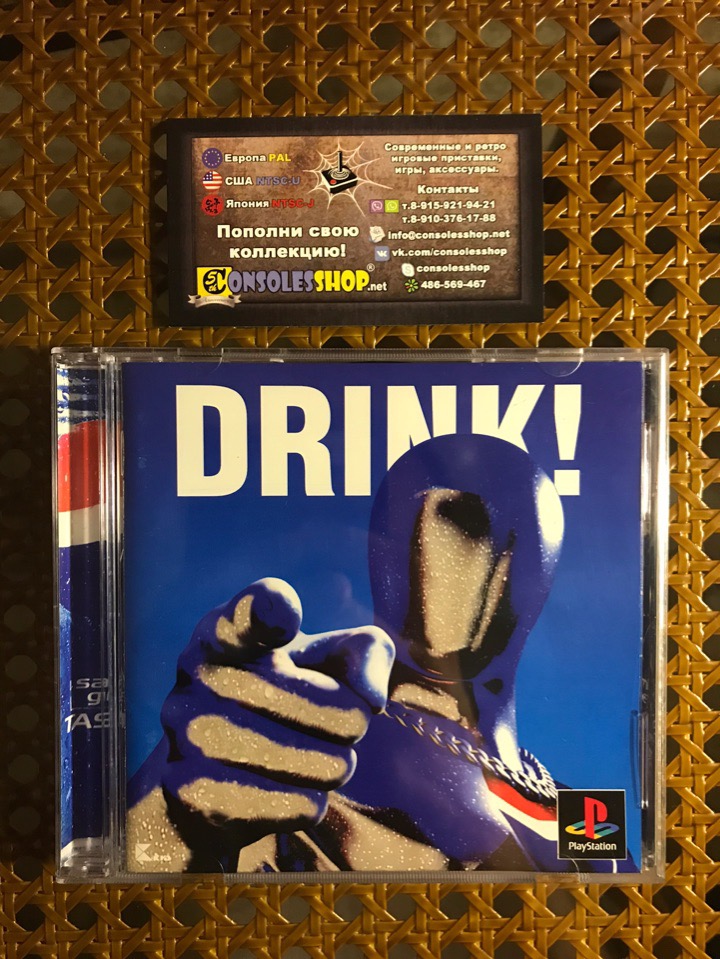 Европа PAL
США NTSC-U
Япония NTSC-J
Пополни свою
коллекцию!
CONSOLESSHOP.net
®
Современные и ретро
игровые приставки,
игры, аксессуары.
Контакты
т.8-915-921-94-21
т.8-910-376-17-88
info@consolesshop.net
vk.com/consolesshop
consolesshop
486-569-467
DRINK!
PlayStation